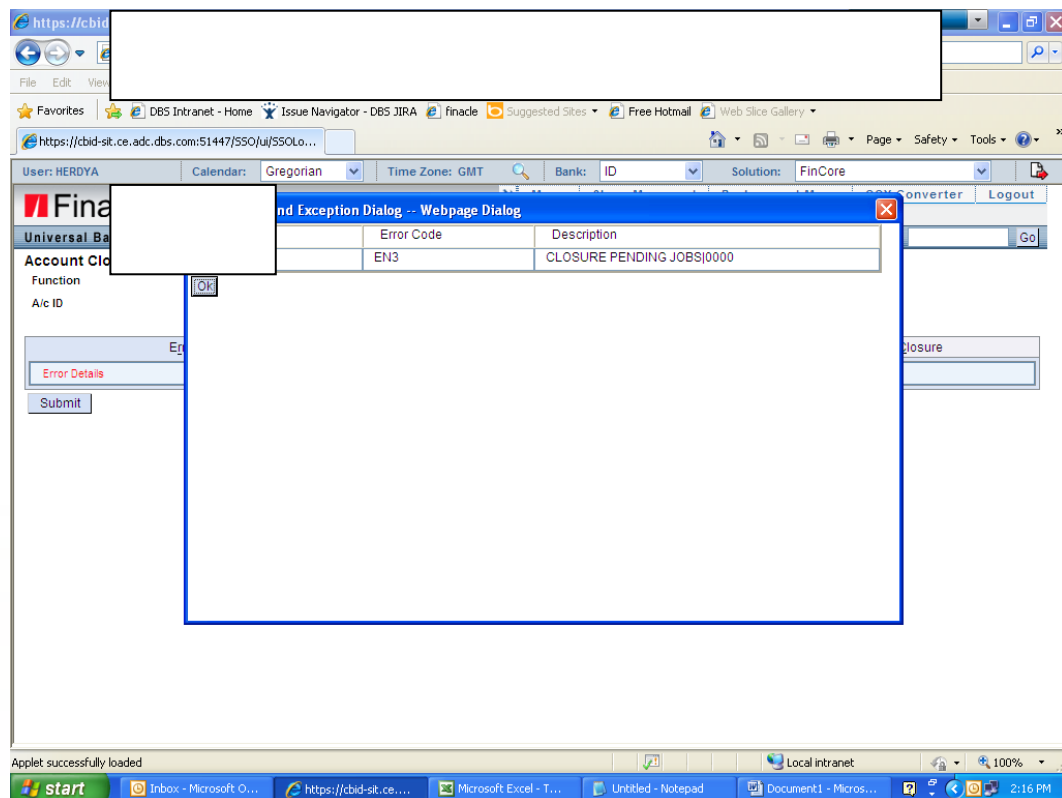 https://cbid
File Edit View
Favorites DBS Intranet - Home Issue Navigator - DBS JIRA finacle Suggested Sites Free Hotmail Web Slice Gallery
https://cbid-sit.ce.adc.dbs.com:51447/SSO/ui/SSOLo... Page Safety Tools
User: HERDYA Calendar: Gregorian Time Zone: GMT Bank: ID Solution: FinCore
Fina Converter Logout
nd Exception Dialog -- Webpage Dialog
Universal Ba Error Code Description Go
Account Clo EN3 CLOSURE PENDING JOBS|0000
Function Ok
A/c ID
Closure
Error Details
Submit
Applet successfully loaded Local intranet 100%
start Inbox - Microsoft O... https://cbid-sit.ce.... Microsoft Excel - T... Untitled - Notepad Document1 - Micros... 2:16 PM